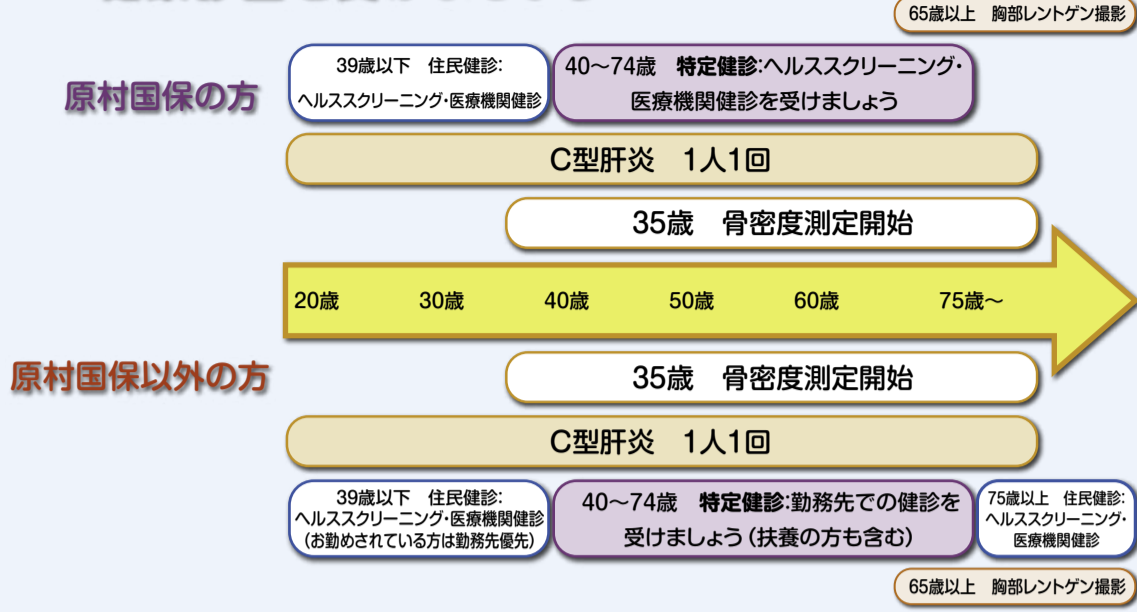 65歳以上 胸部レントゲン撮影
原村国保の方
39歳以下 住民健診:
ヘルススクリーニング・医療機関健診
40〜74歳 特定健診:ヘルススクリーニング・
医療機関健診を受けましょう
C型肝炎 1人1回
35歳 骨密度測定開始
20歳 30歳 40歳 50歳 60歳 75歳〜
原村国保以外の方
35歳 骨密度測定開始
C型肝炎 1人1回
39歳以下 住民健診:
ヘルススクリーニング・医療機関健診
(お勤めされている方は勤務先優先)
40〜74歳 特定健診:勤務先での健診を
受けましょう(扶養の方も含む)
75歳以上 住民健診:
ヘルススクリーニング・
医療機関健診
65歳以上 胸部レントゲン撮影